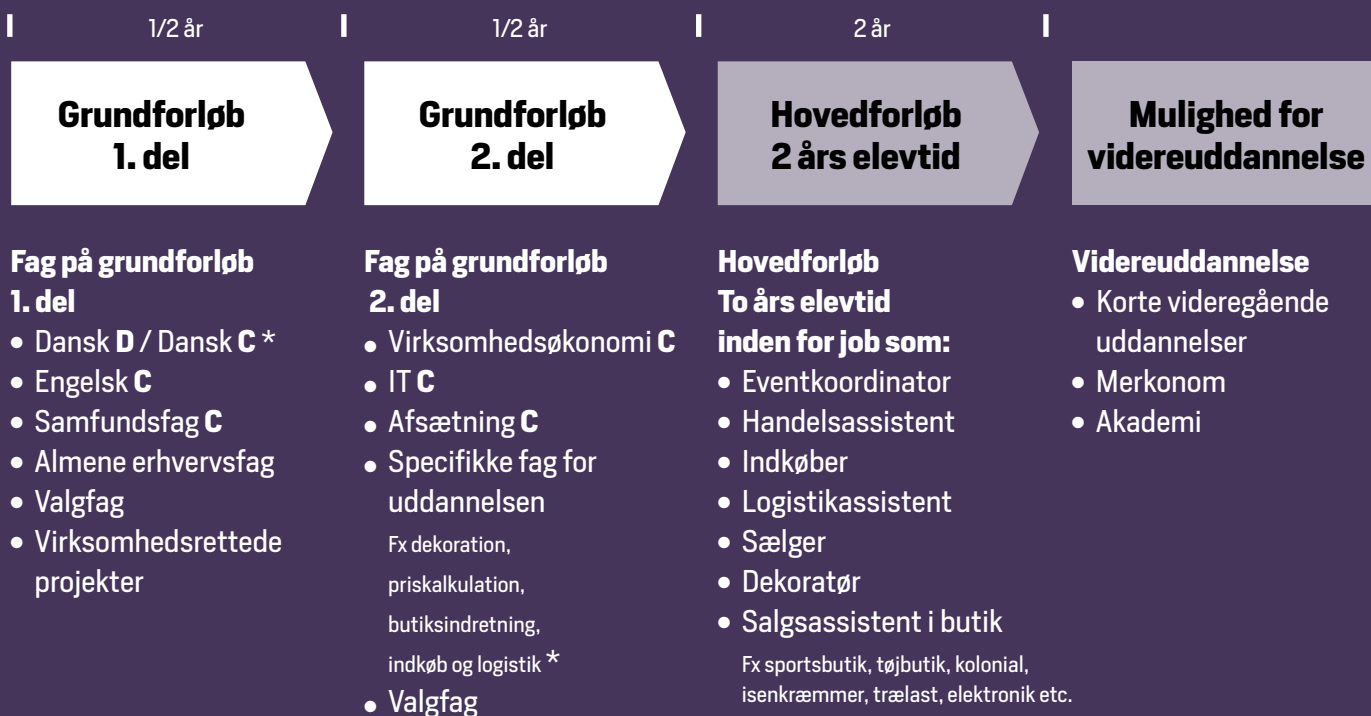 1/2 år
1/2 år
2 år
Grundforløb
1. del
Grundforløb
2. del
Hovedforløb
2 års elevtid
Mulighed for
videreuddannelse
Fag på grundforløb
1. del
• Dansk D / Dansk C *
• Engelsk C
• Samfundsfag C
• Almene erhvervsfag
• Valgfag
• Virksomhedsrettede
projekter
Fag på grundforløb
2. del
• Virksomhedsøkonomi C
• IT C
• Afsætning C
• Specifikke fag for
uddannelsen
Fx dekoration,
priskalkulation,
butiksindretning,
indkøb og logistik *
• Valgfag
Hovedforløb
To års elevtid
inden for job som:
• Eventkoordinator
• Handelsassistent
• Indkøber
• Logistikassistent
• Sælger
• Dekoratør
• Salgsassistent i butik
Fx sportsbutik, tøjbutik, kolonial,
isenkræmmer, trælast, elektronik etc.
Videreuddannelse
• Korte videregående
uddannelser
• Merkonom
• Akademi